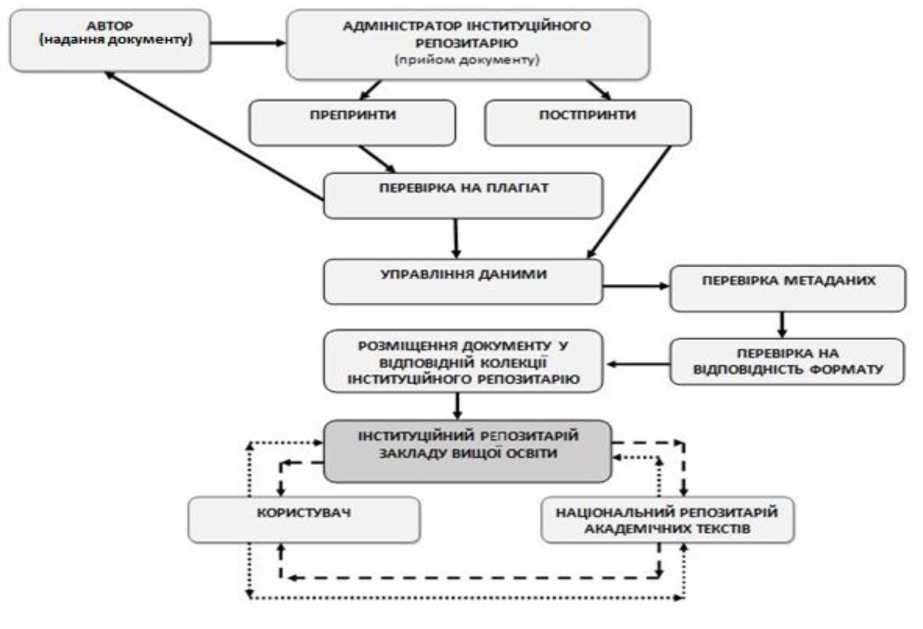 АВТОР
(надання документу)
АДМІНІСТРАТОР ІНСТИТУЦІЙНОГО
РЕПОЗИТАРІЮ
(прийом документу)
ПРЕПРИНТИ
ПОСТПРИНТИ
ПЕРЕВІРКА НА ПЛАГІАТ
УПРАВЛІННЯ ДАНИМИ
ПЕРЕВІРКА МЕТАДАНИХ
РОЗМІЩЕННЯ ДОКУМЕНТУ У
ВІДПОВІДНІЙ КОЛЕКЦІЇ
ІНСТИТУЦІЙНОГО РЕПОЗИТАРІЮ
ПЕРЕВІРКА НА
ВІДПОВІДНІСТЬ ФОРМАТУ
ІНСТИТУЦІЙНИЙ РЕПОЗИТАРІЙ
ЗАКЛАДУ ВИЩОЇ ОСВІТИ
КОРИСТУВАЧ
НАЦІОНАЛЬНИЙ РЕПОЗИТАРІЙ
АКАДЕМІЧНИХ ТЕКСТІВ